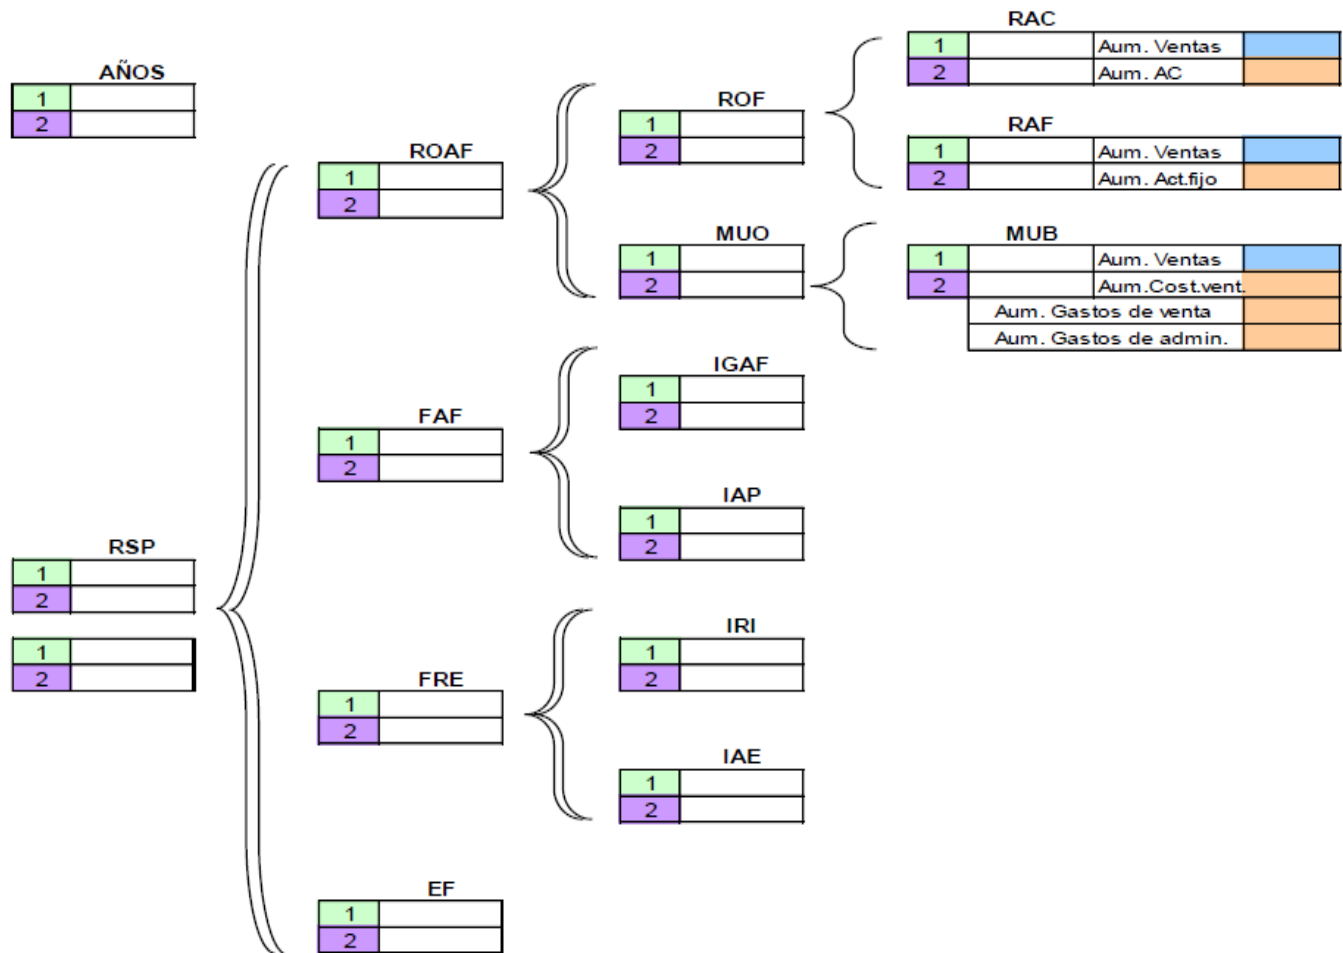 AÑOS
1
2
RSP
1
2
1
2
ROAF
1
2
FAF
1
2
FRE
1
2
EF
1
2
ROF
1
2
MUO
1
2
IGAF
1
2
IAP
1
2
IRI
1
2
IAE
1
2
RAC
1 Aum. Ventas
2 Aum. AC
RAF
1 Aum. Ventas
2 Aum. Act.fijo
MUB
1 Aum. Ventas
2 Aum.Cost.vent.
Aum. Gastos de venta
Aum. Gastos de admin.